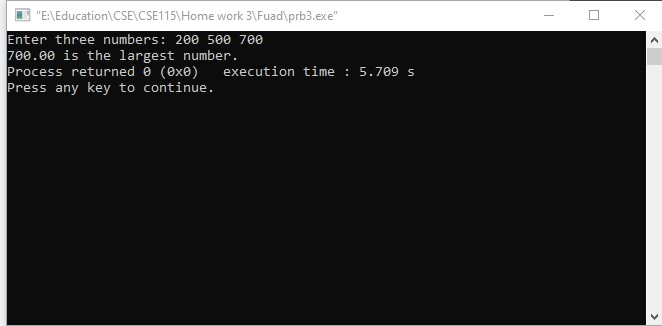 "E:\Education\CSE\CSE115\Home work 3\Fuad\prb3.exe"
Enter three numbers: 200 500 700
700.00 is the largest number.
Process returned 0 (0x0)   execution time : 5.709 s
Press any key to continue.